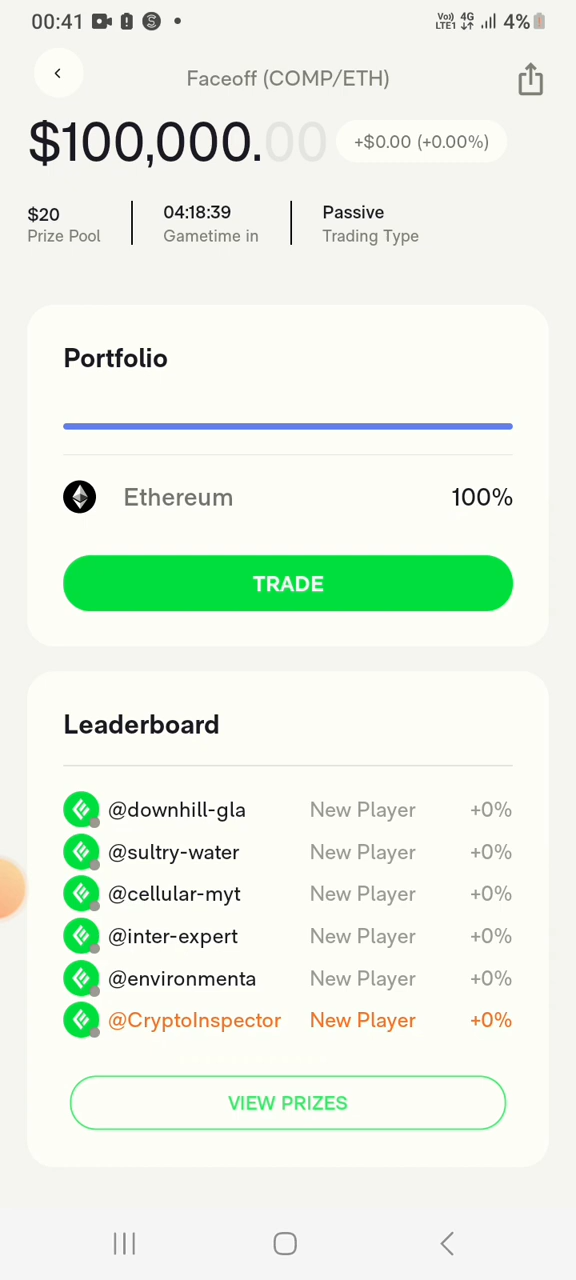 00:41 Vo)) 4G LTE1 4%
Faceoff (COMP/ETH)
$100,000.00 +$0.00 (+0.00%)
$20 04:18:39 Passive
Prize Pool Gametime in Trading Type
Portfolio
Ethereum 100%
TRADE
Leaderboard
@downhill-gla New Player +0%
@sultry-water New Player +0%
@cellular-myt New Player +0%
@inter-expert New Player +0%
@environmenta New Player +0%
@CryptoInspector New Player +0%
VIEW PRIZES